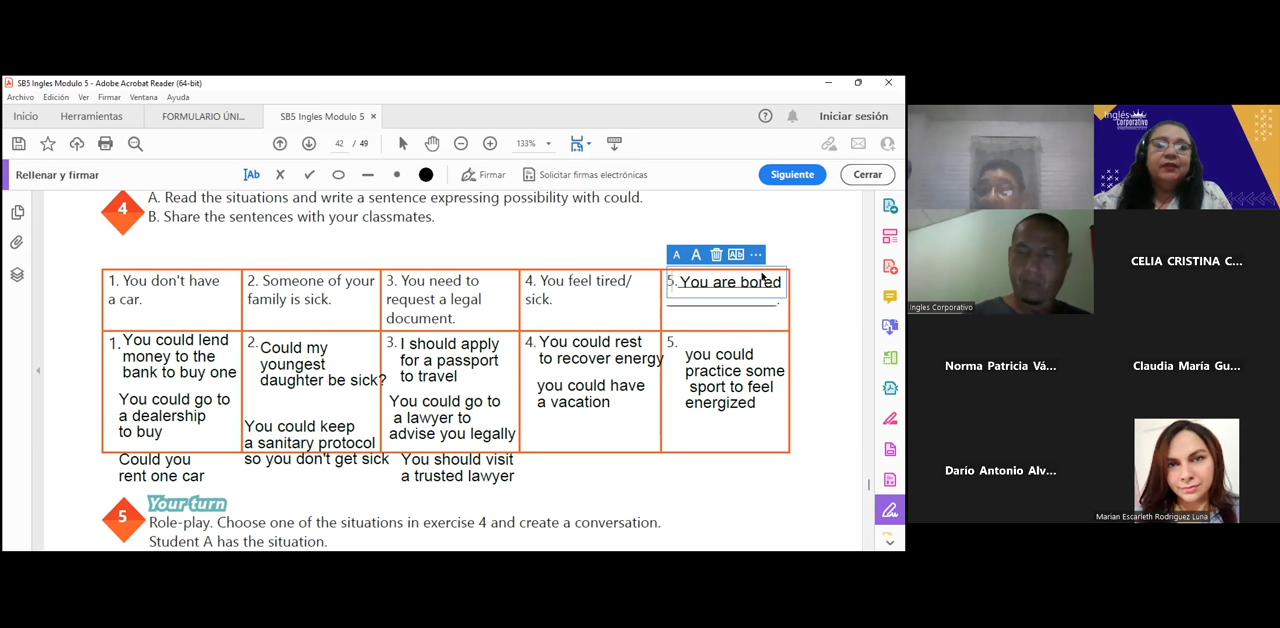 SB5 Ingles Modulo 5 - Adobe Acrobat Reader (64-bit)
Archivo Edición Ver Firmar Ventana Ayuda
Inicio Herramientas FORMULARIO ÚNI... SB5 Ingles Modulo 5 × Iniciar sesión
42 / 49 133%
Rellenar y firmar Ab Firmar Solicitar firmas electrónicas Siguiente Cerrar
4 A. Read the situations and write a sentence expressing possibility with could.
B. Share the sentences with your classmates.
A A Ab ...
1. You don't have
a car.
2. Someone of your
family is sick.
3. You need to
request a legal
document.
4. You feel tired/
sick.
5. You are bored
.
1. You could lend
money to the
bank to buy one
You could go to
a dealership
to buy
Could you
rent one car
2. Could my
youngest
daughter be sick?
You could keep
a sanitary protocol
so you don't get sick
3. I should apply
for a passport
to travel
You could go to
a lawyer to
advise you legally
You should visit
a trusted lawyer
4. You could rest
to recover energy
you could have
a vacation
5.
you could
practice some
sport to feel
energized
Your turn
5 Role-play. Choose one of the situations in exercise 4 and create a conversation.
Student A has the situation.
Inglés
Corporativo
Ingles Corporativo
CELIA CRISTINA C...
Norma Patricia Vá...
Claudia María Gu...
Darío Antonio Alv...
Marian Escarleth Rodriguez Luna